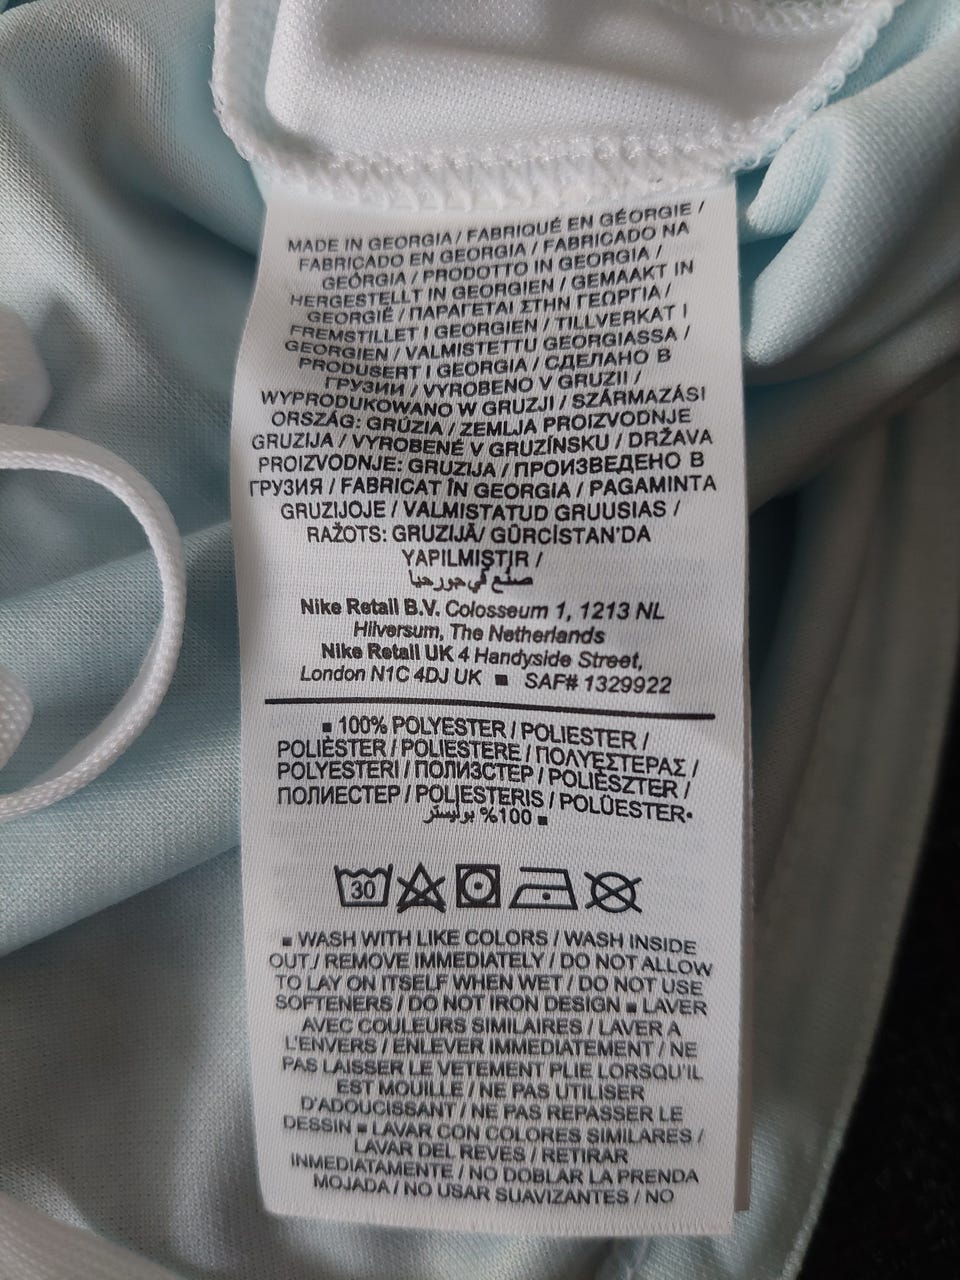 MADE IN GEORGIA / FABRIQUÉ EN GÉORGIE /
FABRICADO EN GEORGIA / FABRICADO NA
GEÓRGIA / PRODOTTO IN GEORGIA /
HERGESTELLT IN GEORGIEN / GEMAAKT IN
GEORGIË / ΠΑΡΑΓΕΤΑΙ ΣΤΗΝ ΓΕΩΡΓΙΑ /
FREMSTILLET I GEORGIEN / TILLVERKAT I
GEORGIEN / VALMISTETTU GEORGIASSA /
PRODUSERT I GEORGIA / СДЕЛАНО В
ГРУЗИИ / VYROBENO V GRUZII /
WYPRODUKOWANO W GRUZJI / SZÁRMAZÁSI
ORSZÁG: GRÚZIA / ZEMLJA PROIZVODNJE
GRUZIJA / VYROBENÉ V GRUZÍNSKU / DRŽAVA
PROIZVODNJE: GRUZIJA / ПРОИЗВЕДЕНО В
ГРУЗИЯ / FABRICAT ÎN GEORGIA / PAGAMINTA
GRUZIJOJE / VALMISTATUD GRUUSIAS /
RAŽOTS: GRUZIJĀ/ GÜRCİSTAN'DA
YAPILMIŞTIR /
صنع في جورجيا
Nike Retail B.V. Colosseum 1, 1213 NL
Hilversum, The Netherlands
Nike Retail UK 4 Handyside Street,
London N1C 4DJ UK ■ SAF# 1329922
■ 100% POLYESTER / POLIESTER /
POLIÈSTER / POLIESTERE / ΠΟΛΥΕΣΤΕΡΑΣ /
POLYESTERI / ПОЛИЭСТЕР / POLIÉSZTER /
ПОЛИЕСТЕР / POLIESTERIS / POLÜESTER•
100% بوليستر ■
30
■ WASH WITH LIKE COLORS / WASH INSIDE
OUT / REMOVE IMMEDIATELY / DO NOT ALLOW
TO LAY ON ITSELF WHEN WET / DO NOT USE
SOFTENERS / DO NOT IRON DESIGN ■ LAVER
AVEC COULEURS SIMILAIRES / LAVER A
L'ENVERS / ENLEVER IMMEDIATEMENT / NE
PAS LAISSER LE VETEMENT PLIE LORSQU'IL
EST MOUILLE / NE PAS UTILISER
D'ADOUCISSANT / NE PAS REPASSER LE
DESSIN ■ LAVAR CON COLORES SIMILARES /
LAVAR DEL REVES / RETIRAR
INMEDIATAMENTE / NO DOBLAR LA PRENDA
MOJADA / NO USAR SUAVIZANTES / NO